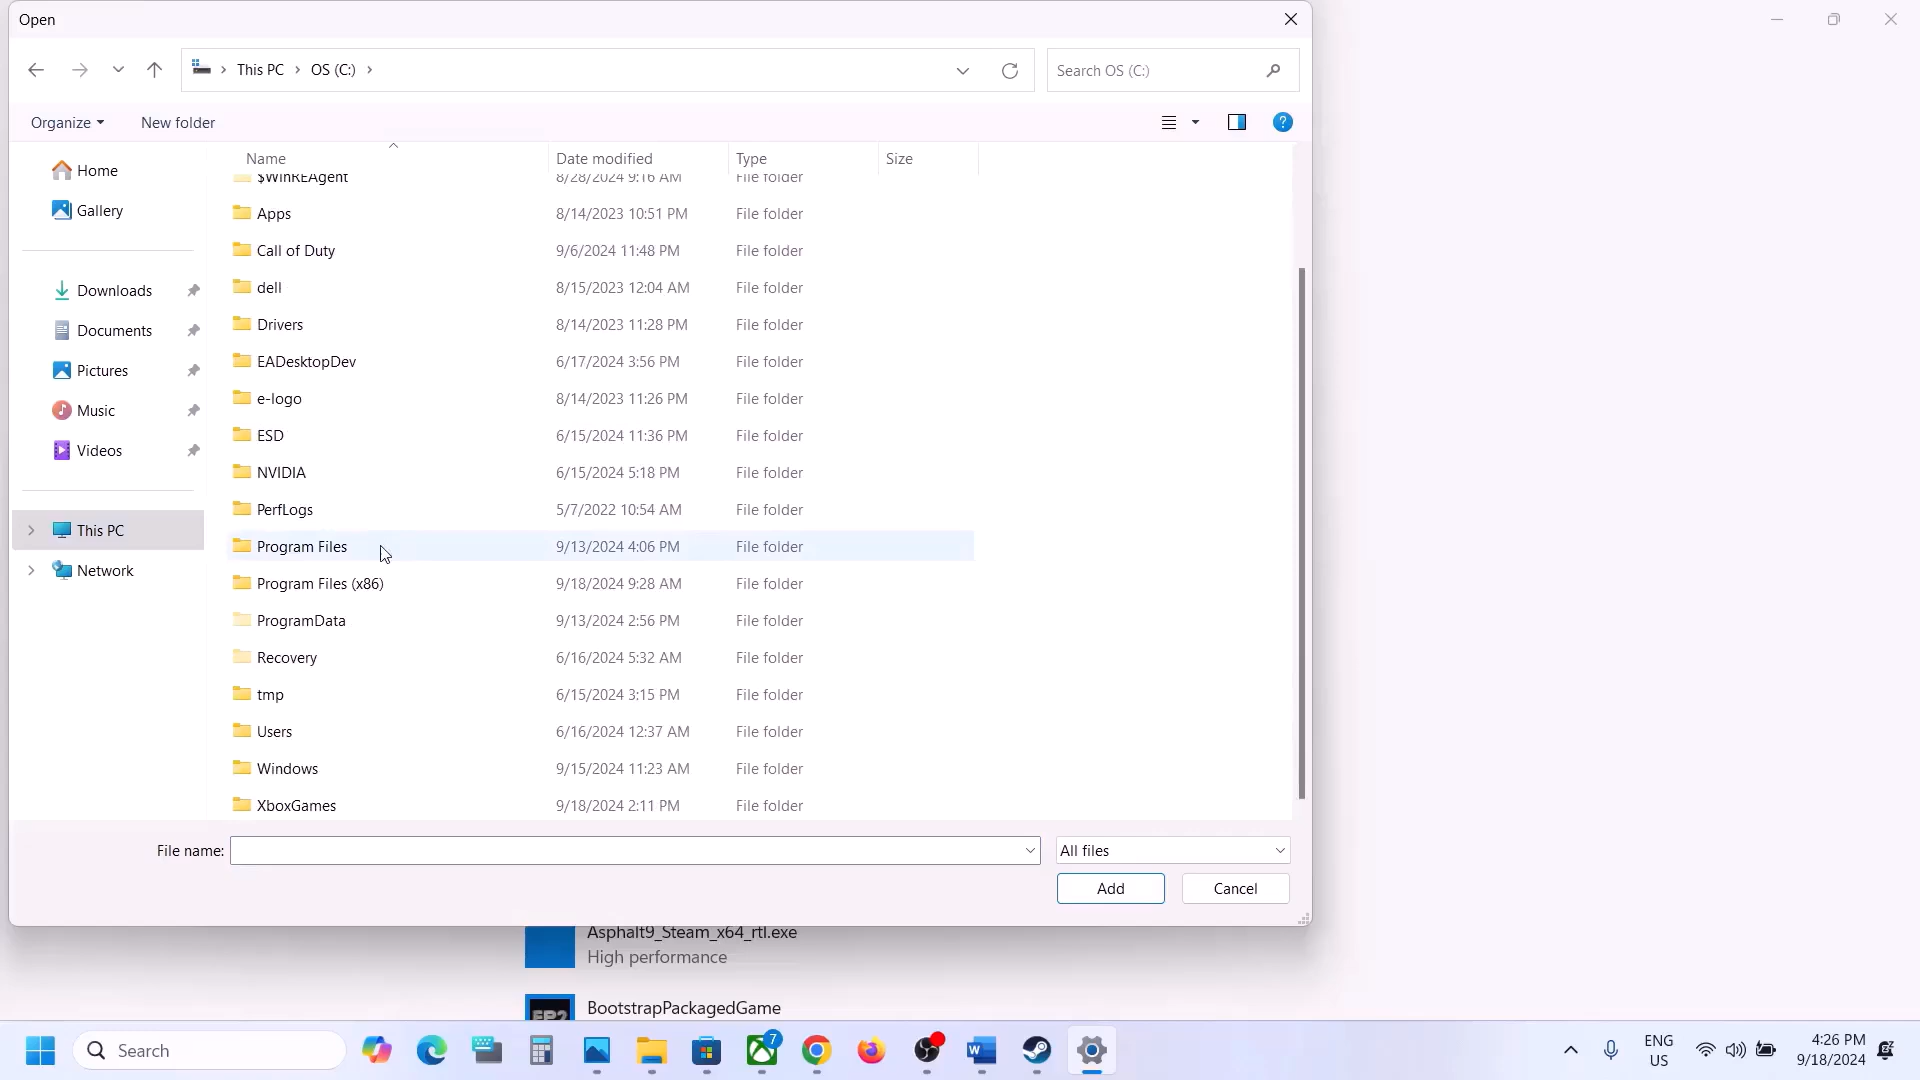 Open
This PC > OS (C:) >
Search OS (C:)
Organize
New folder
?
Name Date modified Type Size
$WinREAgent 8/28/2024 9:16 AM File folder
Apps 8/14/2023 10:51 PM File folder
Call of Duty 9/6/2024 11:48 PM File folder
dell 8/15/2023 12:04 AM File folder
Drivers 8/14/2023 11:28 PM File folder
EADesktopDev 6/17/2024 3:56 PM File folder
e-logo 8/14/2023 11:26 PM File folder
ESD 6/15/2024 11:36 PM File folder
NVIDIA 6/15/2024 5:18 PM File folder
PerfLogs 5/7/2022 10:54 AM File folder
Program Files 9/13/2024 4:06 PM File folder
Program Files (x86) 9/18/2024 9:28 AM File folder
ProgramData 9/13/2024 2:56 PM File folder
Recovery 6/16/2024 5:32 AM File folder
tmp 6/15/2024 3:15 PM File folder
Users 6/16/2024 12:37 AM File folder
Windows 9/15/2024 11:23 AM File folder
XboxGames 9/18/2024 2:11 PM File folder
Home
Gallery
Downloads
Documents
Pictures
Music
Videos
This PC
Network
File name:
All files
Add
Cancel
Asphalt9_Steam_x64_rtl.exe
High performance
BootstrapPackagedGame
Search
7
ENG
US
4:26 PM
9/18/2024